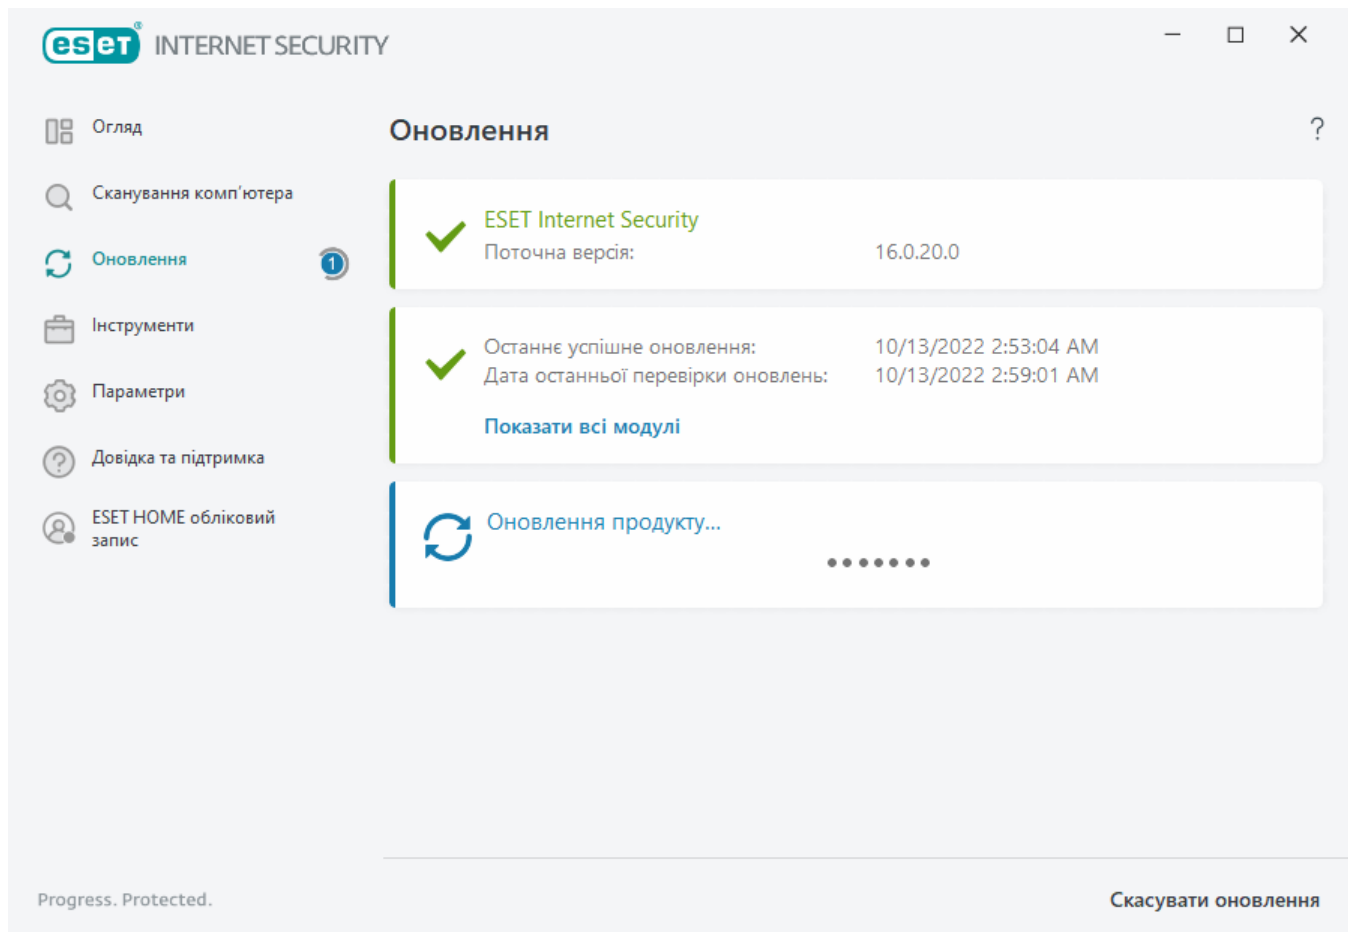 eset® INTERNET SECURITY
Огляд
Сканування комп'ютера
Оновлення 1
Інструменти
Параметри
Довідка та підтримка
ESET HOME обліковий
запис
Оновлення ?
ESET Internet Security
Поточна версія: 16.0.20.0
Останнє успішне оновлення: 10/13/2022 2:53:04 AM
Дата останньої перевірки оновлень: 10/13/2022 2:59:01 AM
Показати всі модулі
Оновлення продукту...
Progress. Protected.
Скасувати оновлення